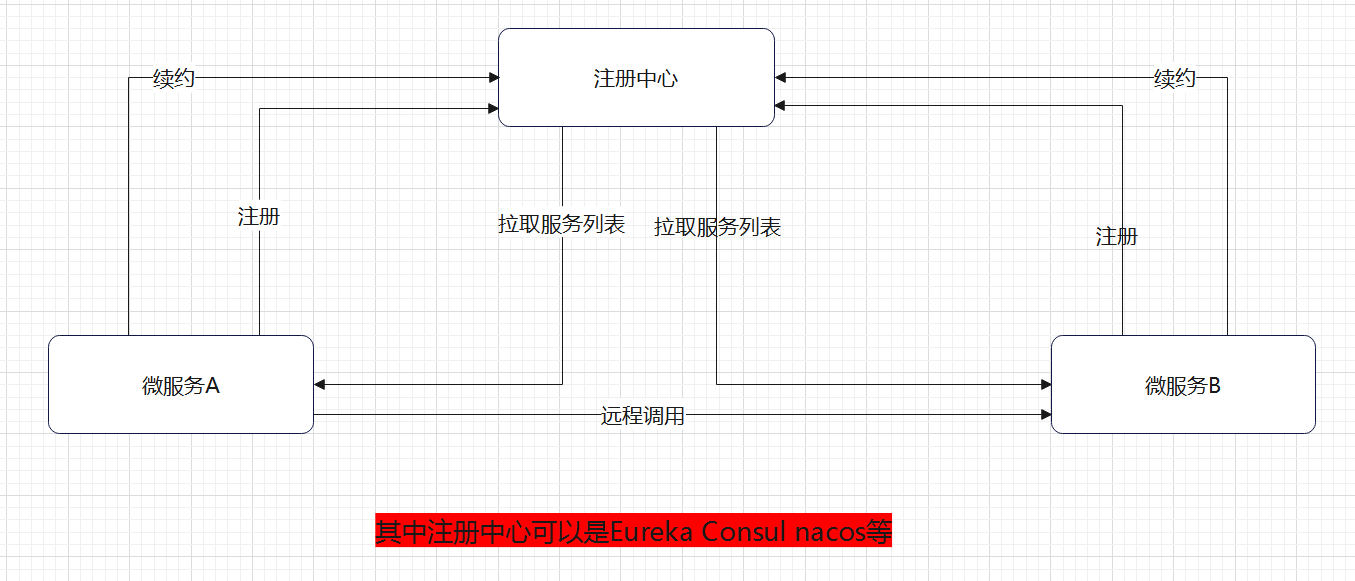 注册中心
续约
续约
注册
拉取服务列表
拉取服务列表
注册
微服务A
微服务B
远程调用
其中注册中心可以是Eureka Consul nacos等